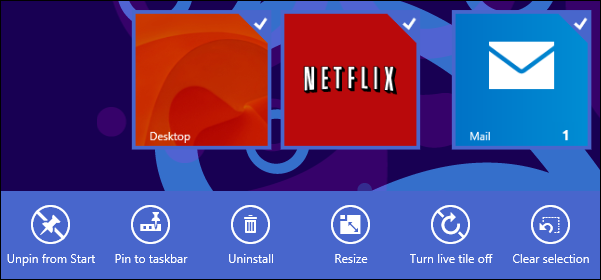 NETFLIX
Desktop
Mail 1
Unpin from Start
Pin to taskbar
Uninstall
Resize
Turn live tile off
Clear selection